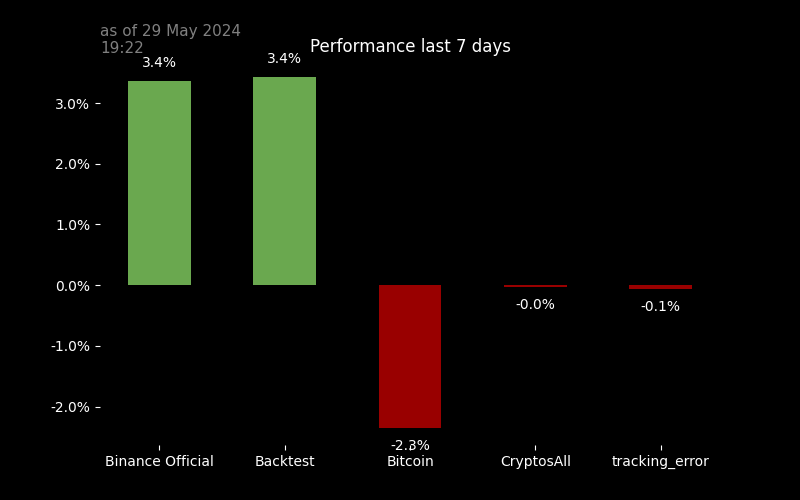 as of 29 May 2024
19:22
Performance last 7 days
3.4%
3.4%
3.0%
2.0%
1.0%
0.0%
-1.0%
-2.0%
-0.0%
-0.1%
-2.3%
Binance Official
Backtest
Bitcoin
CryptosAll
tracking_error